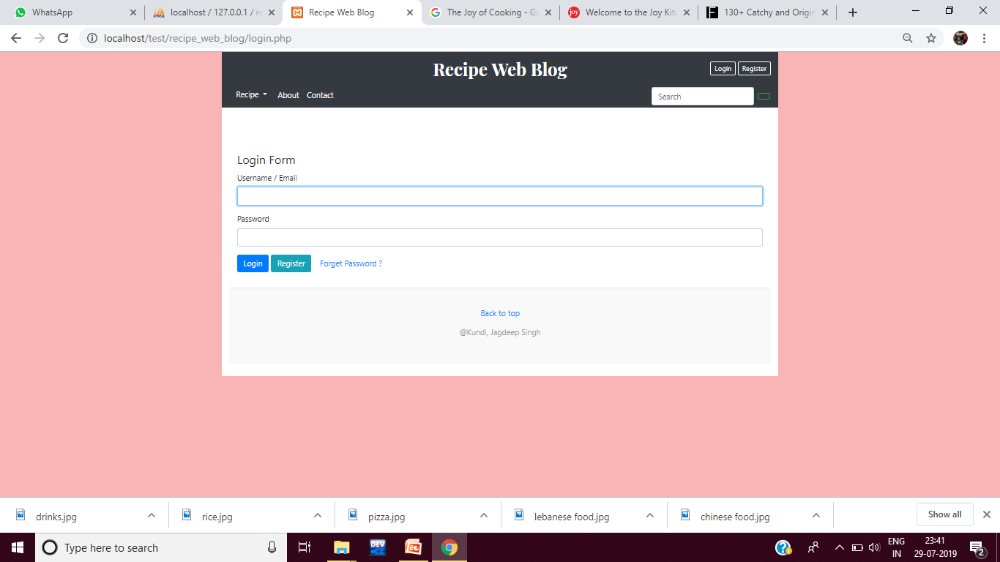 WhatsApp
localhost / 127.0.0.1 / re
Recipe Web Blog
The Joy of Cooking - Go
Welcome to the Joy Kitc
130+ Catchy and Origin
localhost/test/recipe_web_blog/login.php
Recipe Web Blog
Login
Register
Recipe
About
Contact
Search
Login Form
Username / Email
Password
Login
Register
Forget Password ?
Back to top
@Kundi, Jagdeep Singh
drinks.jpg
rice.jpg
pizza.jpg
lebanese food.jpg
chinese food.jpg
Show all
Type here to search
DEV
ENG
IN
23:41
29-07-2019
2